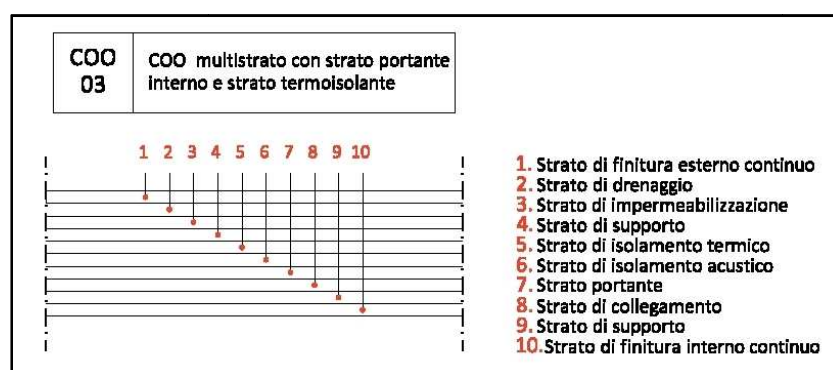 COO
03
COO multistrato con strato portante
interno e strato termoisolante
1 2 3 4 5 6 7 8 9 10
1. Strato di finitura esterno continuo
2. Strato di drenaggio
3. Strato di impermeabilizzazione
4. Strato di supporto
5. Strato di isolamento termico
6. Strato di isolamento acustico
7. Strato portante
8. Strato di collegamento
9. Strato di supporto
10. Strato di finitura interno continuo